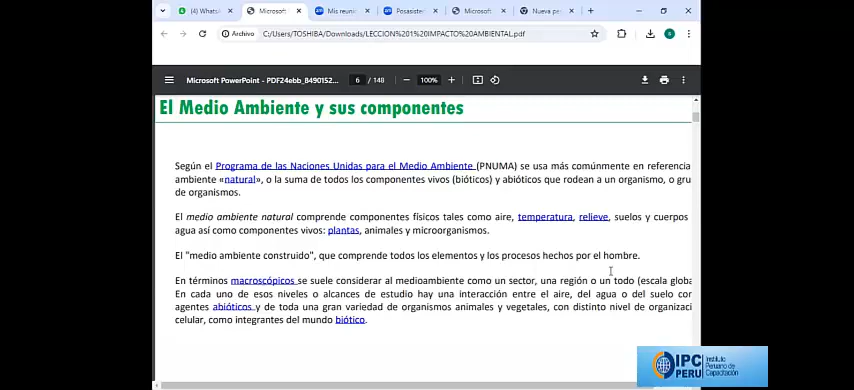 (4) Whats
Microsoft
Mis reuni
Posasiste
Microsoft
Nueva pe
Archivo
C:/Users/TOSHIBA/Downloads/LECCION%201%20IMPACTO%20AMBIENTAL.pdf
Microsoft PowerPoint - PDF24ebb_8490152... 6 / 148 100%
El Medio Ambiente y sus componentes
Según el Programa de las Naciones Unidas para el Medio Ambiente (PNUMA) se usa más comúnmente en referencia
ambiente «natural», o la suma de todos los componentes vivos (bióticos) y abióticos que rodean a un organismo, o gru
de organismos.
El medio ambiente natural comprende componentes físicos tales como aire, temperatura, relieve, suelos y cuerpos
agua así como componentes vivos: plantas, animales y microorganismos.
El "medio ambiente construido", que comprende todos los elementos y los procesos hechos por el hombre.
En términos macroscópicos se suele considerar al medioambiente como un sector, una región o un todo (escala globa
En cada uno de esos niveles o alcances de estudio hay una interacción entre el aire, del agua o del suelo con
agentes abióticos y de toda una gran variedad de organismos animales y vegetales, con distinto nivel de organizaci
celular, como integrantes del mundo biótico.
IPC
PERU
Instituto
Peruano de
Capacitación